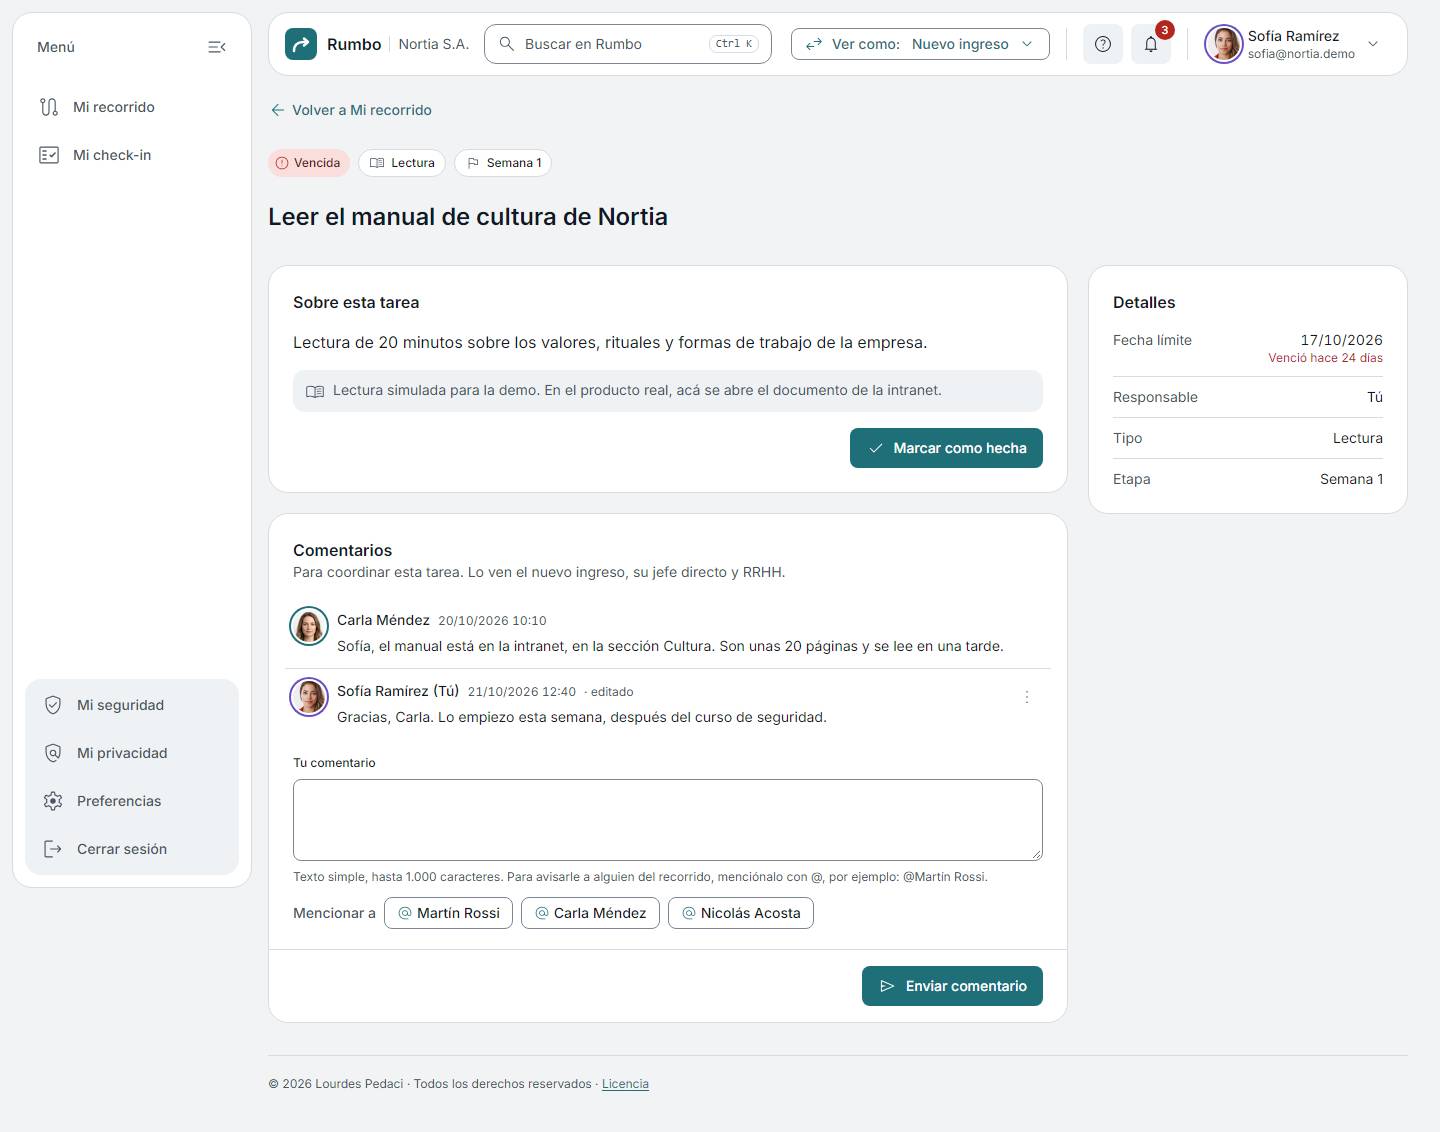 Menú
Mi recorrido
Mi check-in
Mi seguridad
Mi privacidad
Preferencias
Cerrar sesión
Rumbo
Nortia S.A.
Buscar en Rumbo
Ctrl K
Ver como: Nuevo ingreso
3
Sofía Ramírez
sofia@nortia.demo
Volver a Mi recorrido
Vencida
Lectura
Semana 1
Leer el manual de cultura de Nortia
Sobre esta tarea
Lectura de 20 minutos sobre los valores, rituales y formas de trabajo de la empresa.
Lectura simulada para la demo. En el producto real, acá se abre el documento de la intranet.
Marcar como hecha
Detalles
Fecha límite 17/10/2026
Venció hace 24 días
Responsable Tú
Tipo Lectura
Etapa Semana 1
Comentarios
Para coordinar esta tarea. Lo ven el nuevo ingreso, su jefe directo y RRHH.
Carla Méndez 20/10/2026 10:10
Sofía, el manual está en la intranet, en la sección Cultura. Son unas 20 páginas y se lee en una tarde.
Sofía Ramírez (Tú) 21/10/2026 12:40 · editado
Gracias, Carla. Lo empiezo esta semana, después del curso de seguridad.
Tu comentario
Texto simple, hasta 1.000 caracteres. Para avisarle a alguien del recorrido, menciónalo con @, por ejemplo: @Martín Rossi.
Mencionar a @ Martín Rossi @ Carla Méndez @ Nicolás Acosta
Enviar comentario
© 2026 Lourdes Pedaci · Todos los derechos reservados · Licencia